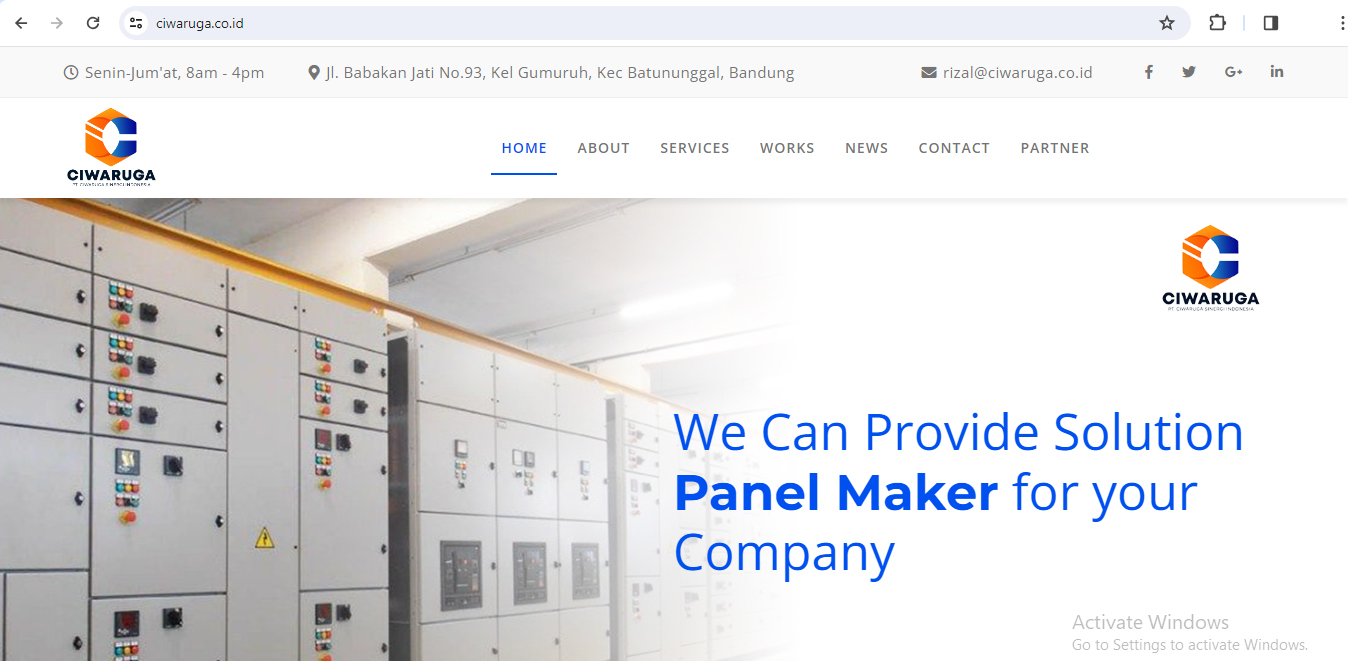 ciwaruga.co.id
Senin-Jum'at, 8am - 4pm
Jl. Babakan Jati No.93, Kel Gumuruh, Kec Batununggal, Bandung
rizal@ciwaruga.co.id
CIWARUGA
PT. CIWARUGA SINERGI INDONESIA
HOME
ABOUT
SERVICES
WORKS
NEWS
CONTACT
PARTNER
CIWARUGA
PT. CIWARUGA SINERGI INDONESIA
We Can Provide Solution
Panel Maker for your
Company
Activate Windows
Go to Settings to activate Windows.